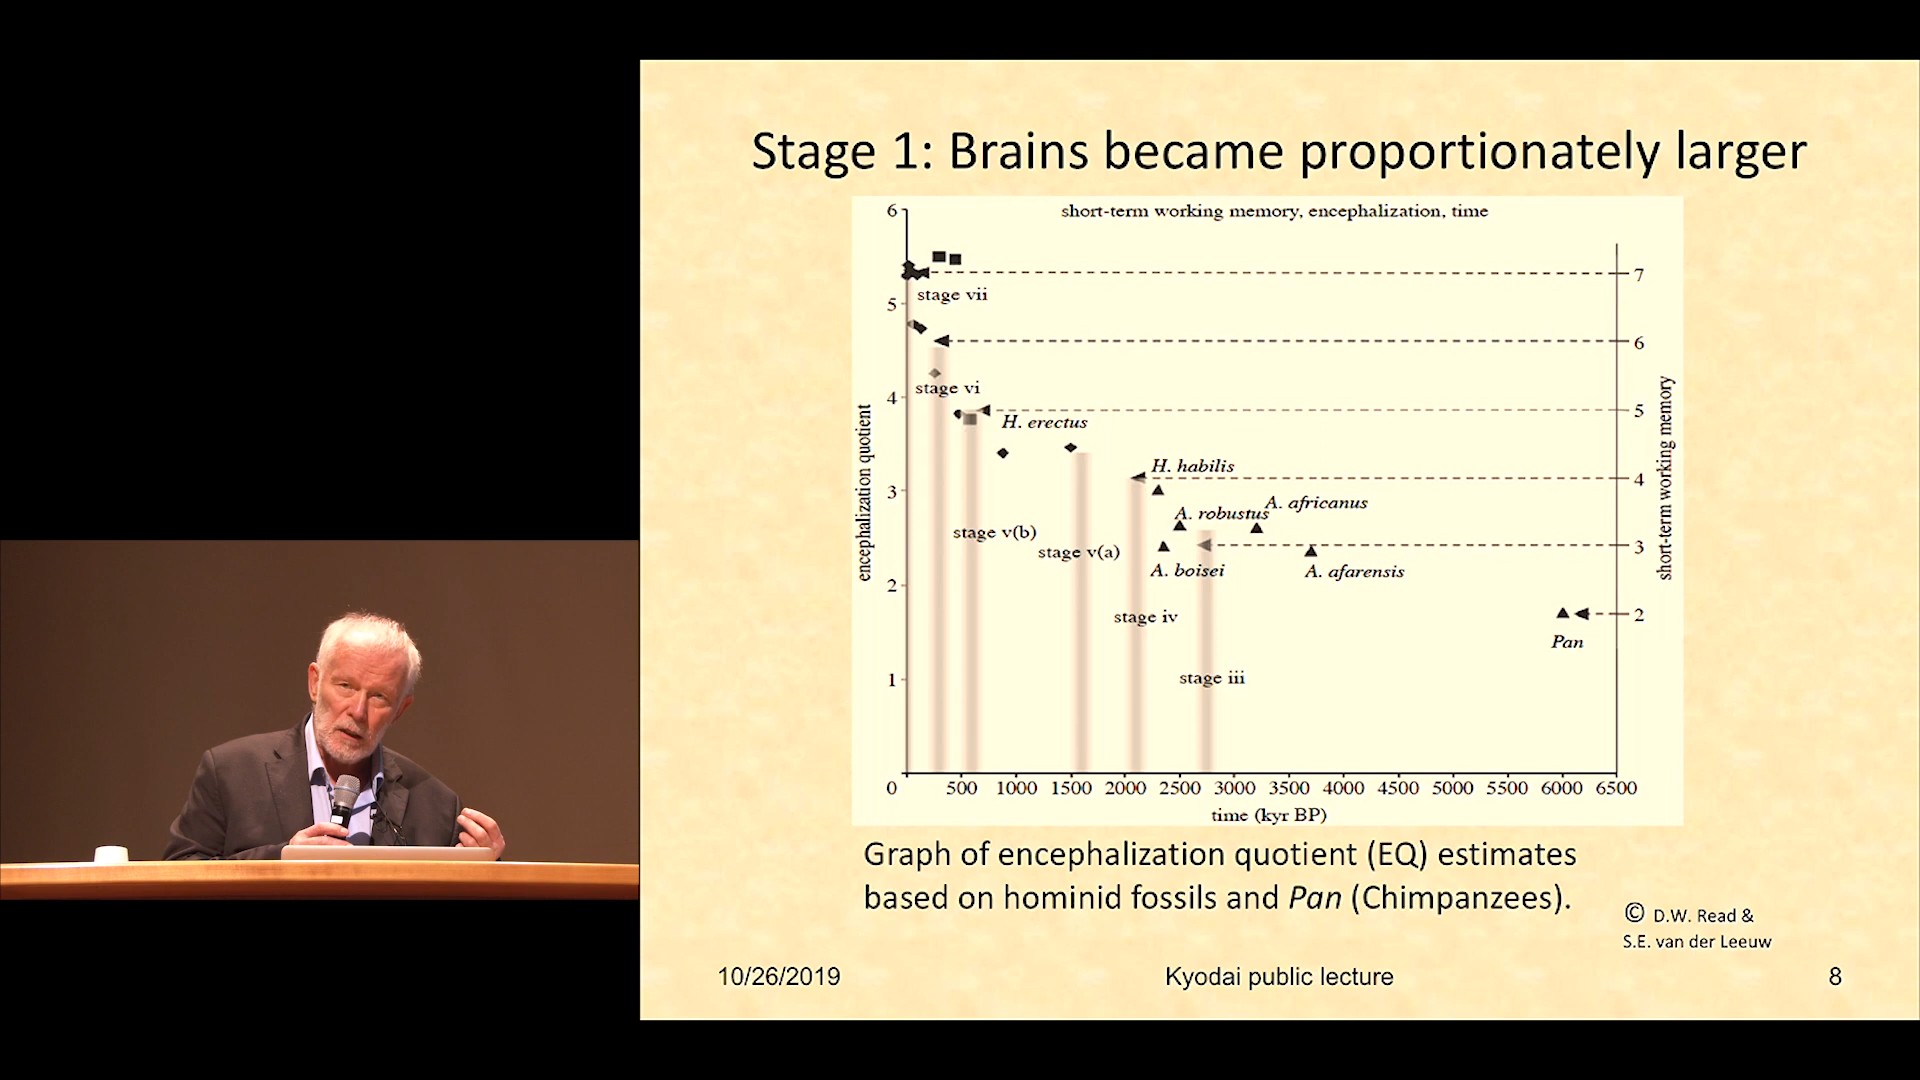 Stage 1: Brains became proportionately larger
short-term working memory, encephalization, time
6
5
4
3
2
1
encephalization quotient
7
6
5
4
3
2
short-term working memory
stage vii
stage vi
H. erectus
H. habilis
A. africanus
A. robustus
stage v(b)
stage v(a)
A. boisei
A. afarensis
stage iv
Pan
stage iii
0 500 1000 1500 2000 2500 3000 3500 4000 4500 5000 5500 6000 6500
time (kyr BP)
Graph of encephalization quotient (EQ) estimates
based on hominid fossils and Pan (Chimpanzees).
© D.W. Read &
S.E. van der Leeuw
10/26/2019 Kyodai public lecture 8